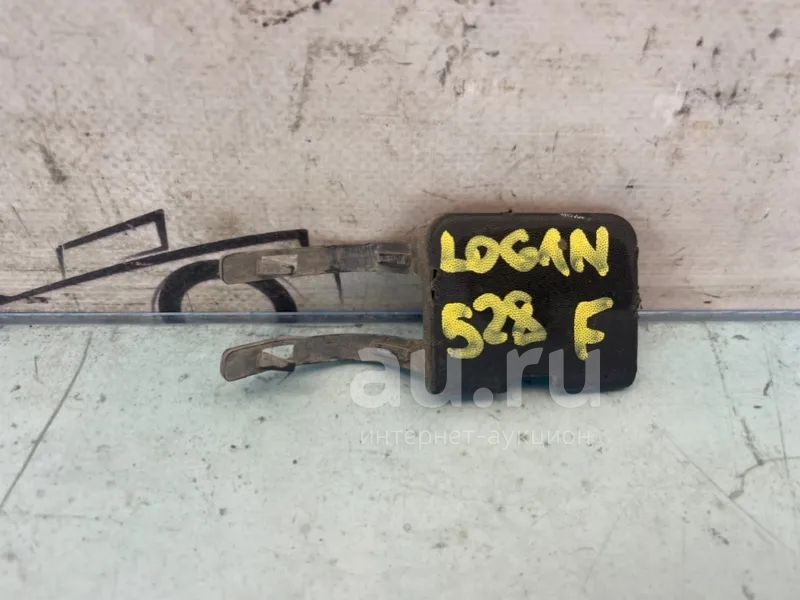 LOGAN
528 F
au.ru
интернет-аукцион